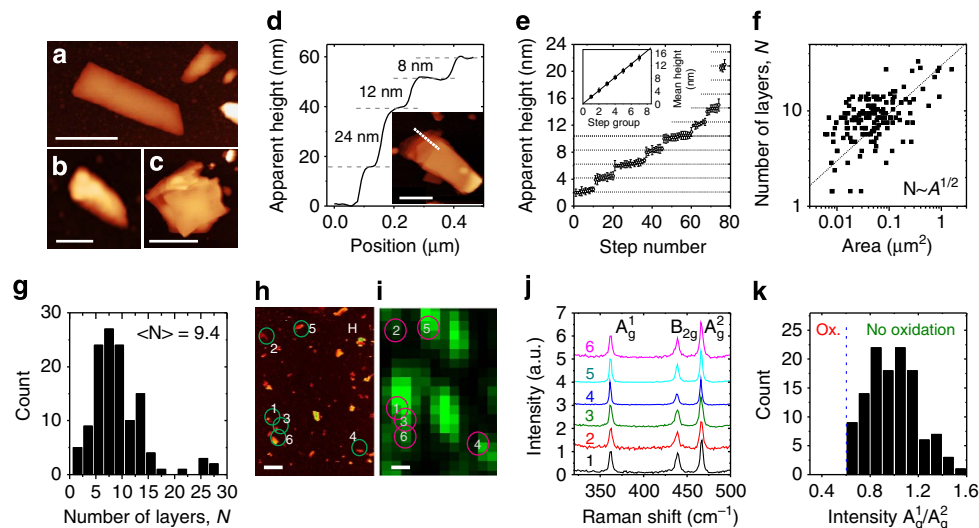 a
b
c
d
Apparent height (nm)
60
40
20
0
8 nm
12 nm
24 nm
0.0 0.2 0.4
Position (μm)
e
Apparent height (nm)
24
20
16
12
8
4
0
0 20 40 60 80
Step number
16
12
8
4
0
Mean height (nm)
0 2 4 6 8
Step group
f
Number of layers, N
10
1
N~A^1/2
0.01 0.1 1
Area (μm²)
g
<N> = 9.4
Count
30
20
10
0
0 5 10 15 20 25 30
Number of layers, N
h
5
H
2
1
3
6
4
i
2
5
1
3
6
4
j
Intensity (a.u.)
7
6
5
4
3
2
1
0
A_g^1 B_2g A_g^2
6
5
4
3
2
1
350 400 450 500
Raman shift (cm⁻¹)
k
Ox. No oxidation
Count
25
20
15
10
5
0
0.4 0.8 1.2 1.6
Intensity A_g^1/A_g^2